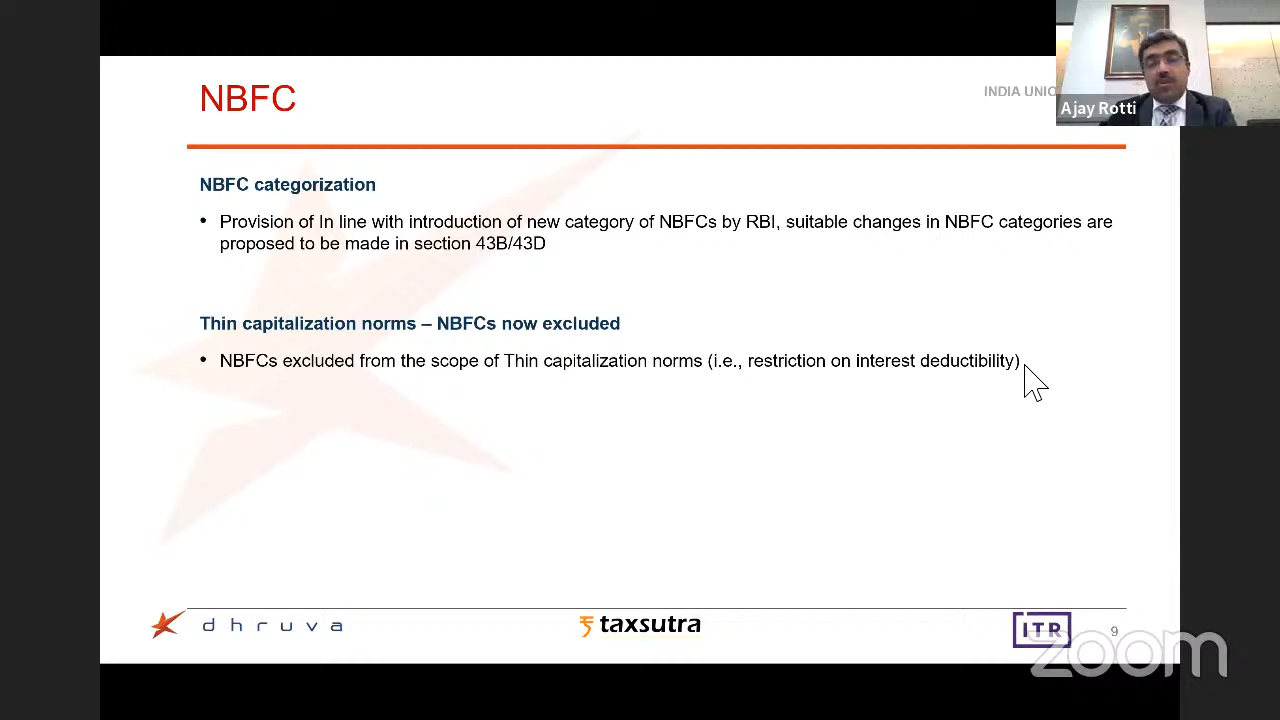 NBFC
INDIA UNIO
Ajay Rotti
NBFC categorization
• Provision of In line with introduction of new category of NBFCs by RBI, suitable changes in NBFC categories are
proposed to be made in section 43B/43D
Thin capitalization norms – NBFCs now excluded
• NBFCs excluded from the scope of Thin capitalization norms (i.e., restriction on interest deductibility)
dhruva
taxsutra
ITR
9
zoom